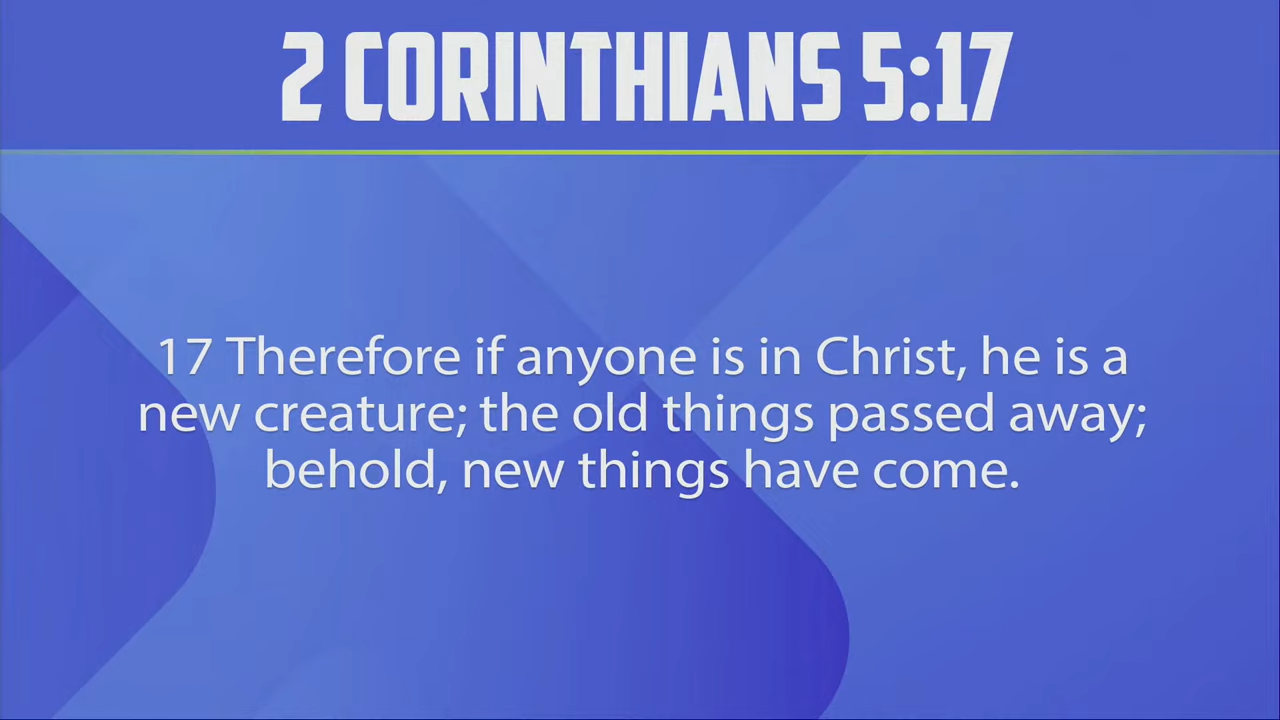 2 CORINTHIANS 5:17
17 Therefore if anyone is in Christ, he is a
new creature; the old things passed away;
behold, new things have come.